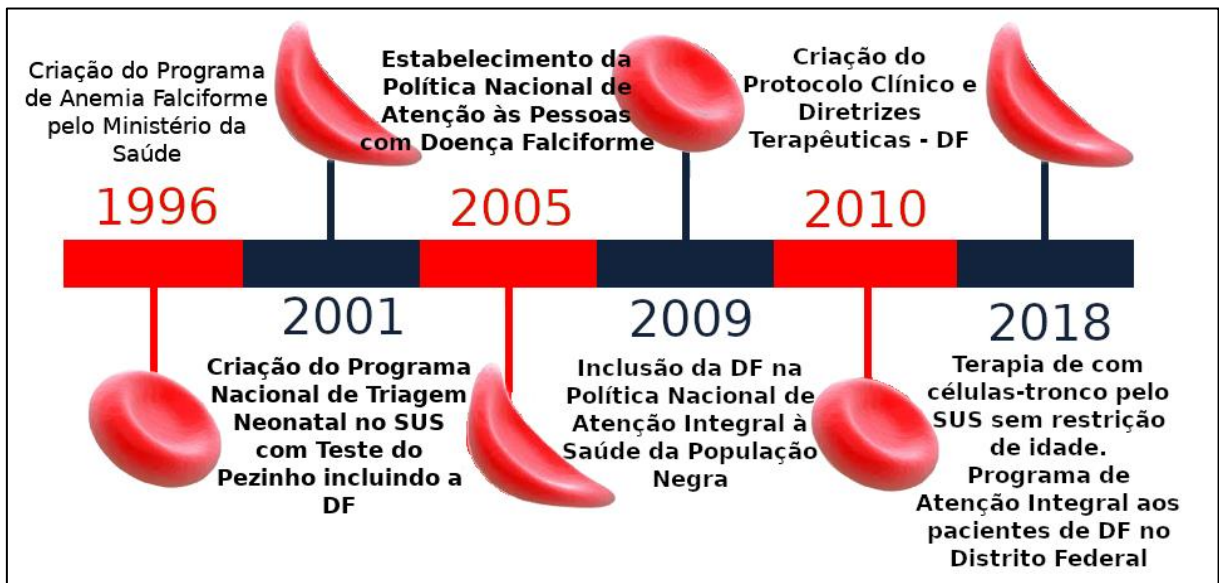 Criação do Programa
de Anemia Falciforme
pelo Ministério da
Saúde
1996
2001
Criação do Programa
Nacional de Triagem
Neonatal no SUS
com Teste do
Pezinho incluindo a
DF
Estabelecimento da
Política Nacional de
Atenção às Pessoas
com Doença Falciforme
2005
2009
Inclusão da DF na
Política Nacional de
Atenção Integral à
Saúde da População
Negra
Criação do
Protocolo Clínico e
Diretrizes
Terapêuticas - DF
2010
2018
Terapia de com
células-tronco pelo
SUS sem restrição
de idade.
Programa de
Atenção Integral aos
pacientes de DF no
Distrito Federal